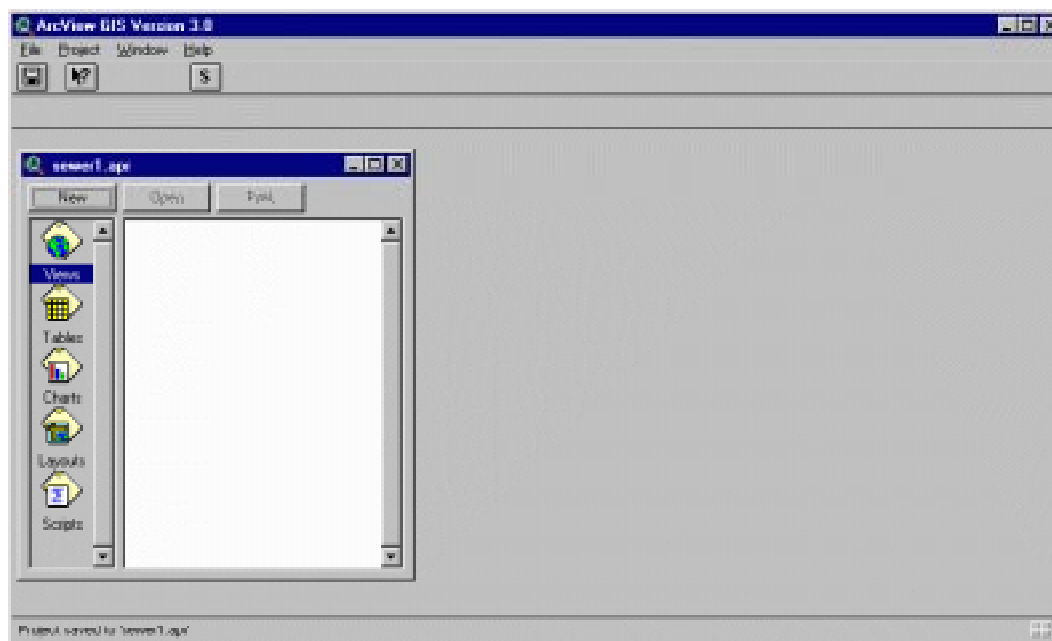 ArcView GIS Version 3.0
File Project Window Help
S
sewer1.apr
New Open Print
Views
Tables
Charts
Layouts
Scripts
Project saved to 'sewer1.apr'